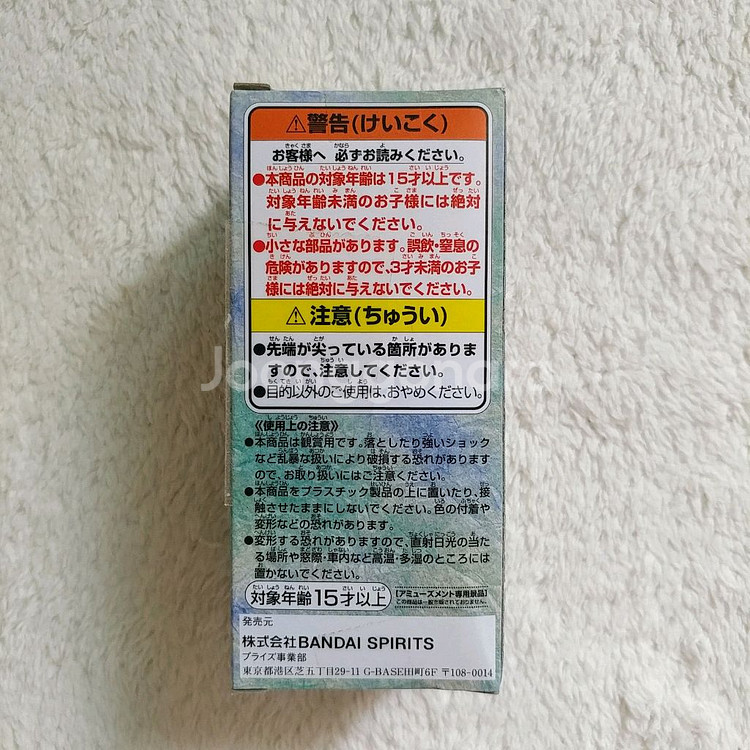 ⚠警告(けいこく)
お客様へ 必ずお読みください。
●本商品の対象年齢は15才以上です。
対象年齢未満のお子様には絶対
に与えないでください。
●小さな部品があります。誤飲・窒息の
危険がありますので、3才未満のお子
様には絶対に与えないでください。
⚠注意(ちゅうい)
●先端が尖っている箇所がありま
すので、注意してください。
●目的以外のご使用は、おやめください。
《使用上の注意》
●本商品は観賞用です。落としたり強いショック
など乱暴な扱いにより破損する恐れがあります
ので、お取り扱いにはご注意ください。
●本商品をプラスチック製品の上に置いたり、接
触させたままにしないでください。色の付着や
変形などの恐れがあります。
●変形する恐れがありますので、直射日光の当た
る場所や窓際・車内など高温・多湿のところには
置かないでください。
対象年齢15才以上
[アミューズメント専用景品]
この商品は一般市販されておりません。
発売元
株式会社BANDAI SPIRITS
プライズ事業部
東京都港区芝五丁目29-11 G-BASE田町6F 〒108-0014